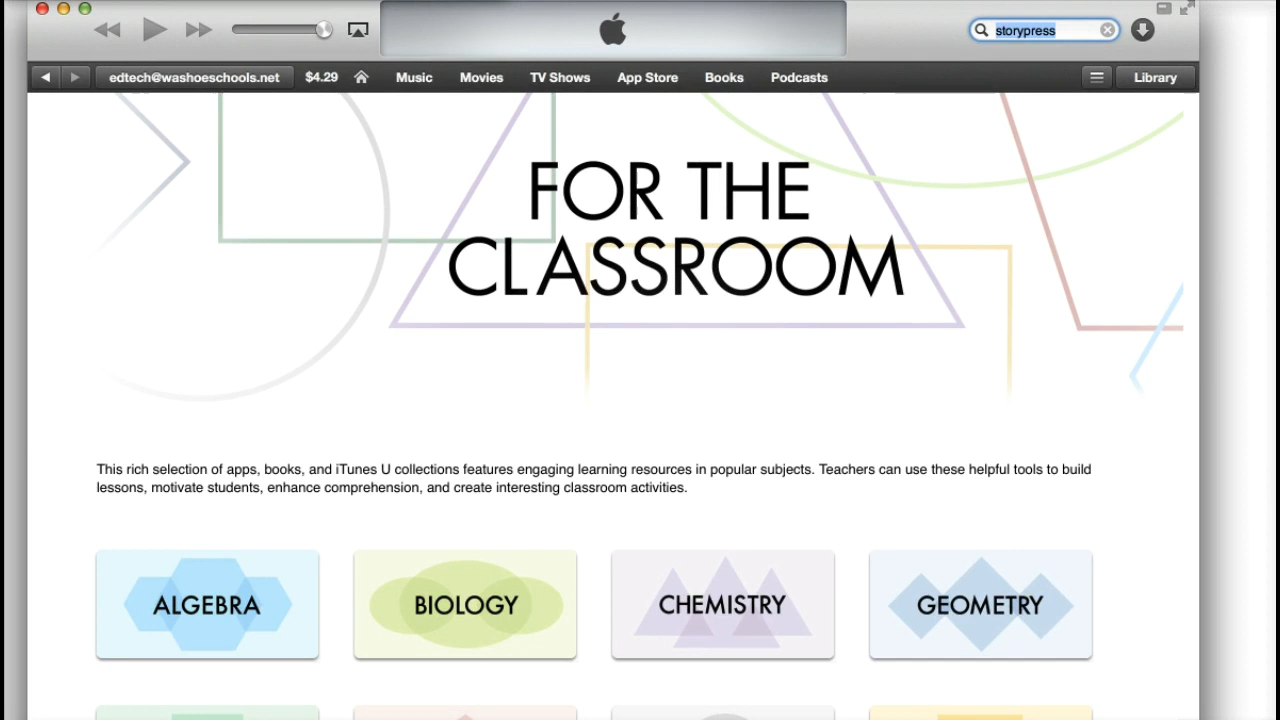 storypress
edtech@washoeschools.net $4.29 Music Movies TV Shows App Store Books Podcasts Library
FOR THE
CLASSROOM
This rich selection of apps, books, and iTunes U collections features engaging learning resources in popular subjects. Teachers can use these helpful tools to build
lessons, motivate students, enhance comprehension, and create interesting classroom activities.
ALGEBRA BIOLOGY CHEMISTRY GEOMETRY